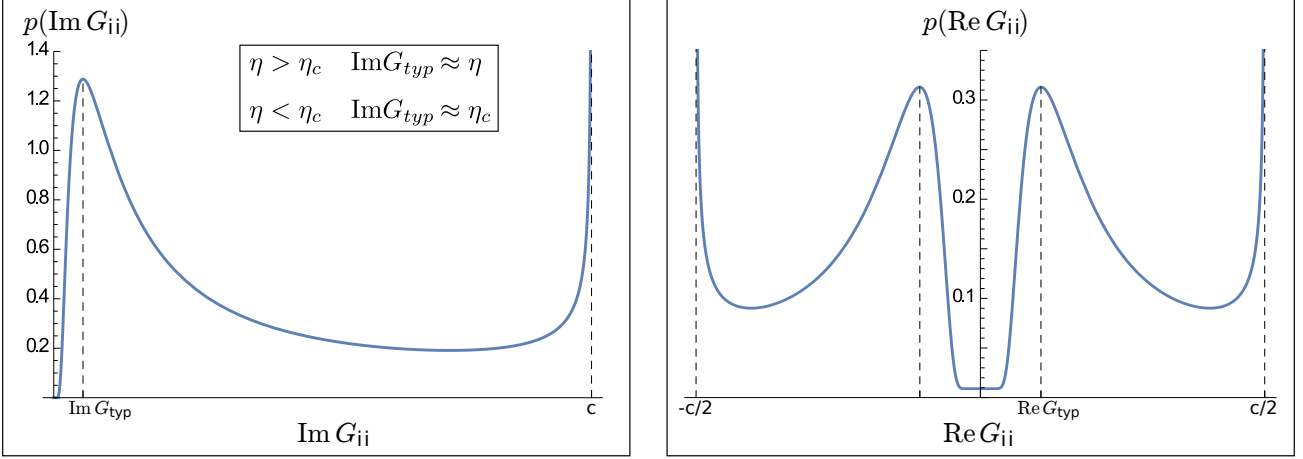 p(Im G_ii)
1.4
1.2
1.0
0.8
0.6
0.4
0.2
η > η_c ImG_typ ≈ η
η < η_c ImG_typ ≈ η_c
Im G_typ
c
Im G_ii
p(Re G_ii)
0.3
0.2
0.1
-c/2
Re G_typ
c/2
Re G_ii